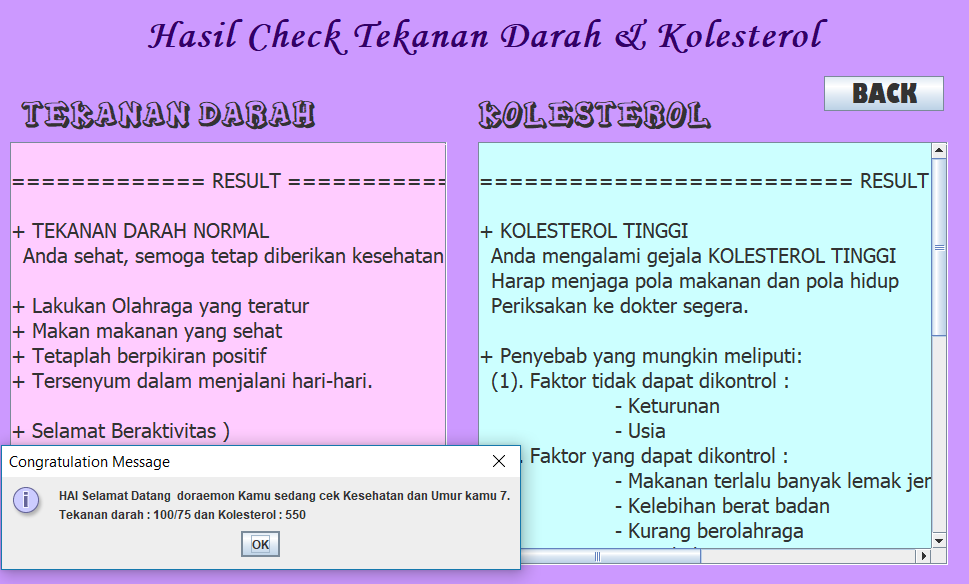 Hasil Check Tekanan Darah & Kolesterol
BACK
TEKANAN DARAH
============= RESULT ===========
+ TEKANAN DARAH NORMAL
Anda sehat, semoga tetap diberikan kesehatan
+ Lakukan Olahraga yang teratur
+ Makan makanan yang sehat
+ Tetaplah berpikiran positif
+ Tersenyum dalam menjalani hari-hari.
+ Selamat Beraktivitas )
KOLESTEROL
========================= RESULT
+ KOLESTEROL TINGGI
Anda mengalami gejala KOLESTEROL TINGGI
Harap menjaga pola makanan dan pola hidup
Periksakan ke dokter segera.
+ Penyebab yang mungkin meliputi:
(1). Faktor tidak dapat dikontrol :
- Keturunan
- Usia
. Faktor yang dapat dikontrol :
- Makanan terlalu banyak lemak jer
- Kelebihan berat badan
- Kurang berolahraga
Congratulation Message
HAI Selamat Datang doraemon Kamu sedang cek Kesehatan dan Umur kamu 7.
Tekanan darah : 100/75 dan Kolesterol : 550
OK